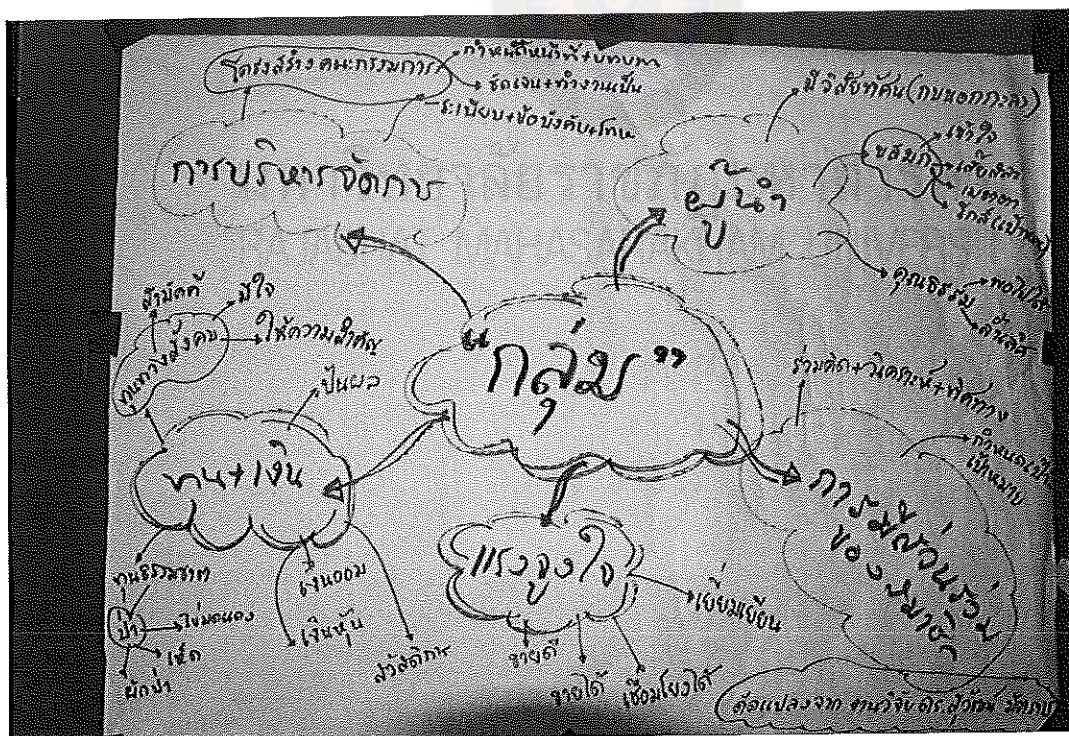 โครงสร้างคณะกรรมการ
กำหนดหน้าที่+บทบาท
ชัดเจน+ทำงานเป็น
ระเบียบ+ข้อบังคับ+โทษ
การบริหารจัดการ
มีวิสัยทัศน์(กบนอกกะลา)
ผู้นำ
เข้าใจ
เสียสละ
เมตตา
คุณธรรม
"กลุ่ม"
สามัคคี
มีใจ
ทุนทางสังคม
ให้ความสำคัญ
ปันผล
ทุน+เงิน
ทุนธรรมชาติ
ป่า
ไข่มดแดง
เห็ด
ผักป่า
เงินออม
เงินหุ้น
สวัสดิการ
แรงจูงใจ
เยี่ยมเยียน
ขายดี
ขายได้
เชื่อมโยงได้
ร่วมคิด+วิเคราะห์+ทิศทาง
กำหนดเป้า
เป้าหมาย
การมีส่วนร่วม
ของสมาชิก
ดัดแปลงจาก งานวิจัย ดร.